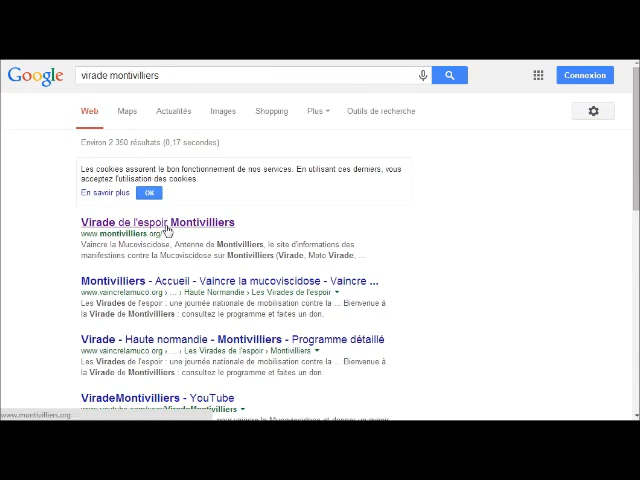 Google
virade montivilliers
Connexion
Web Maps Actualités Images Shopping Plus Outils de recherche
Environ 2 350 résultats (0,17 secondes)
Les cookies assurent le bon fonctionnement de nos services. En utilisant ces derniers, vous
acceptez l'utilisation des cookies.
En savoir plus OK
Virade de l'espoir Montivilliers
www.montivilliers.org/
Vaincre la Mucoviscidose, Antenne de Montivilliers, le site d'informations des
manifestions contre la Mucoviscidose sur Montivilliers (Virade, Moto Virade, ...
Montivilliers - Accueil - Vaincre la mucoviscidose - Vaincre ...
www.vaincrelamuco.org › ... › Haute Normandie › Les Virades de l'espoir
Les Virades de l'espoir : une journée nationale de mobilisation contre la ... Bienvenue à
la Virade de Montivilliers : consultez le programme et faites un don.
Virade - Haute normandie - Montivilliers - Programme détaillé
www.vaincrelamuco.org › ... › Les Virades de l'espoir › Montivilliers
Les Virades de l'espoir : une journée nationale de mobilisation contre la ... Bienvenue à
la Virade de Montivilliers : consultez le programme et faites un don.
ViradeMontivilliers - YouTube
www.montivilliers.org